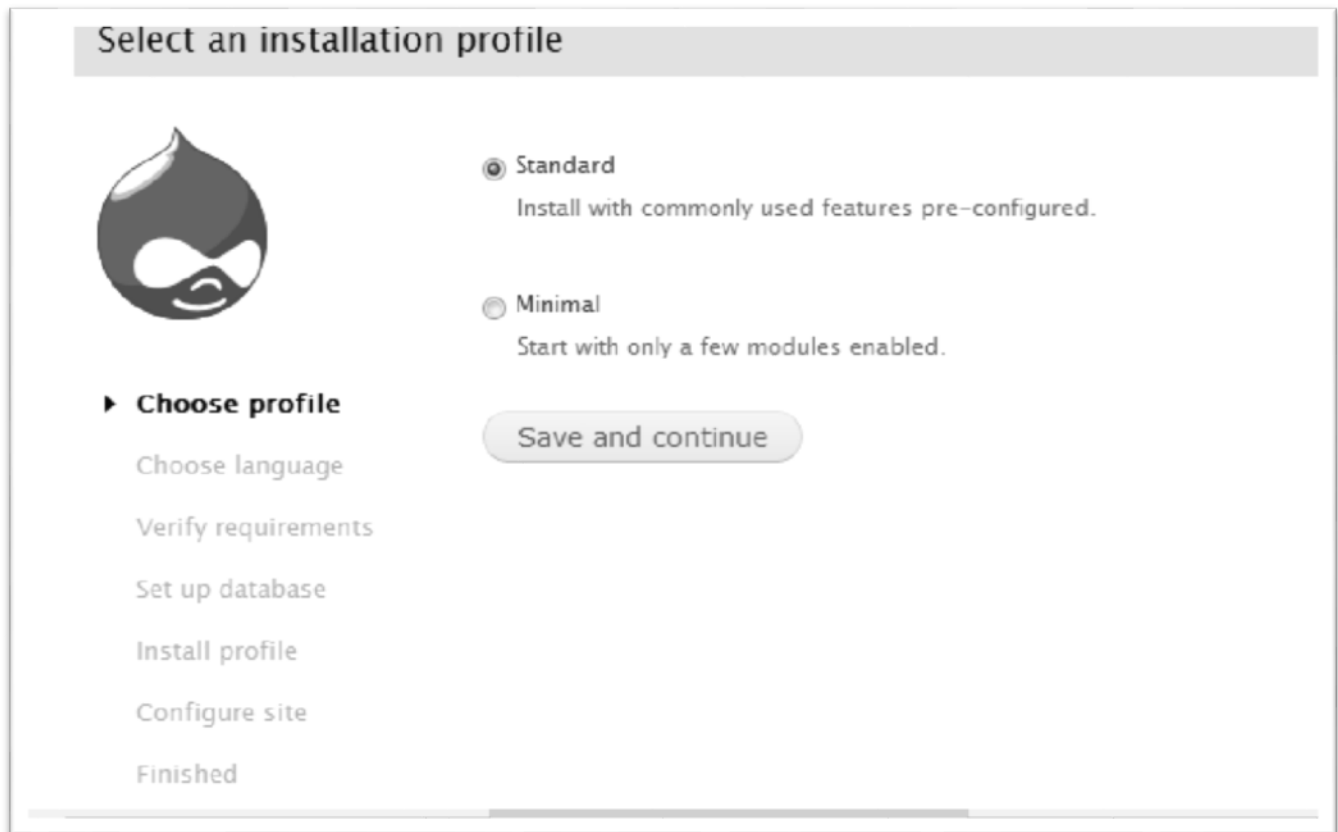 Select an installation profile
Standard
Install with commonly used features pre-configured.
Minimal
Start with only a few modules enabled.
Save and continue
Choose profile
Choose language
Verify requirements
Set up database
Install profile
Configure site
Finished